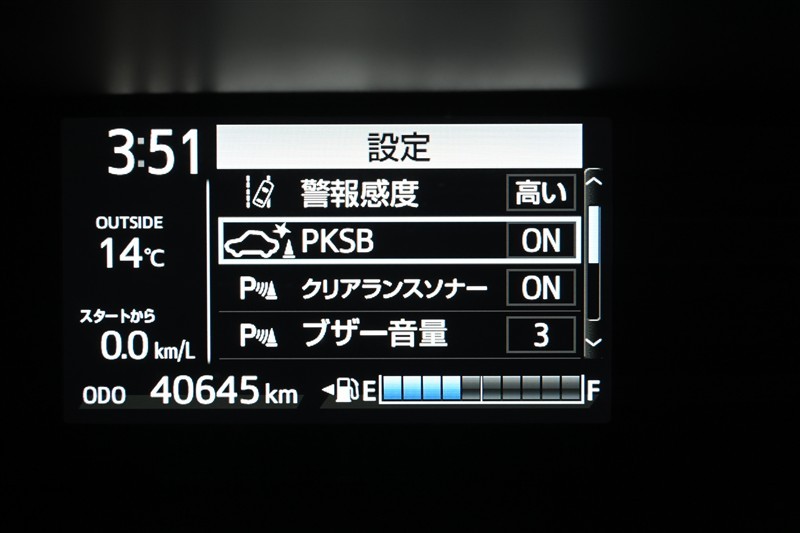 3:51
OUTSIDE
14℃
スタートから
0.0 km/L
設定
警報感度 高い
PKSB ON
P クリアランスソナー ON
P ブザー音量 3
ODO 40645 km
E F